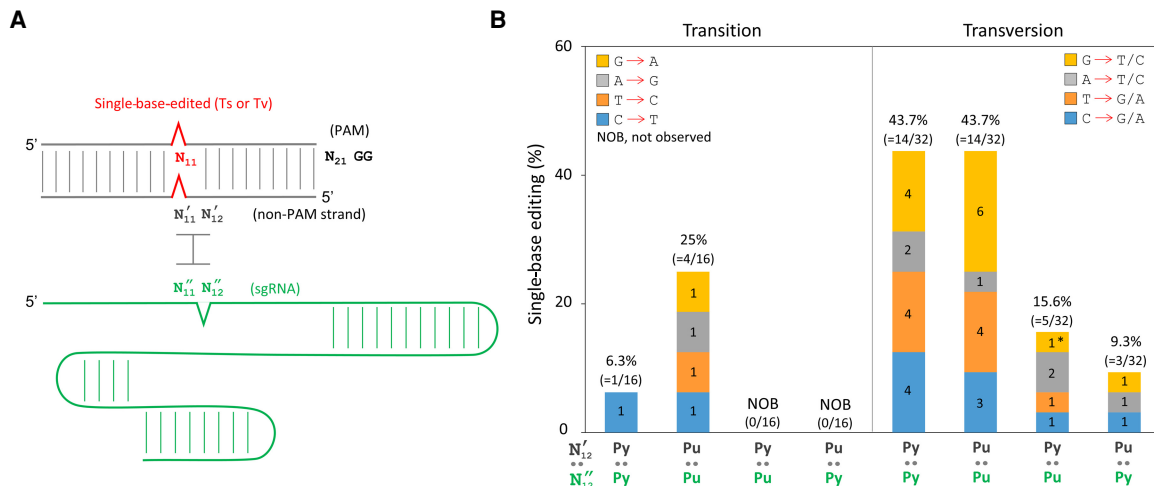 A
Single-base-edited (Ts or Tv)
(PAM)
5’
N11
N21 GG
5’
N′11 N′12
(non-PAM strand)
N″11 N″12
(sgRNA)
5’
B
Transition
Transversion
Single-base editing (%)
60
40
20
0
G → A
A → G
T → C
C → T
NOB, not observed
G → T/C
A → T/C
T → G/A
C → G/A
6.3%
(=1/16)
1
25%
(=4/16)
1
1
1
1
NOB
(0/16)
NOB
(0/16)
43.7%
(=14/32)
4
2
4
4
43.7%
(=14/32)
6
1
4
3
15.6%
(=5/32)
1*
2
1
1
9.3%
(=3/32)
1
1
1
N′12 Py Pu Py Pu Py Pu Py Pu
N″12 Py Pu Pu Py Py Pu Pu Py